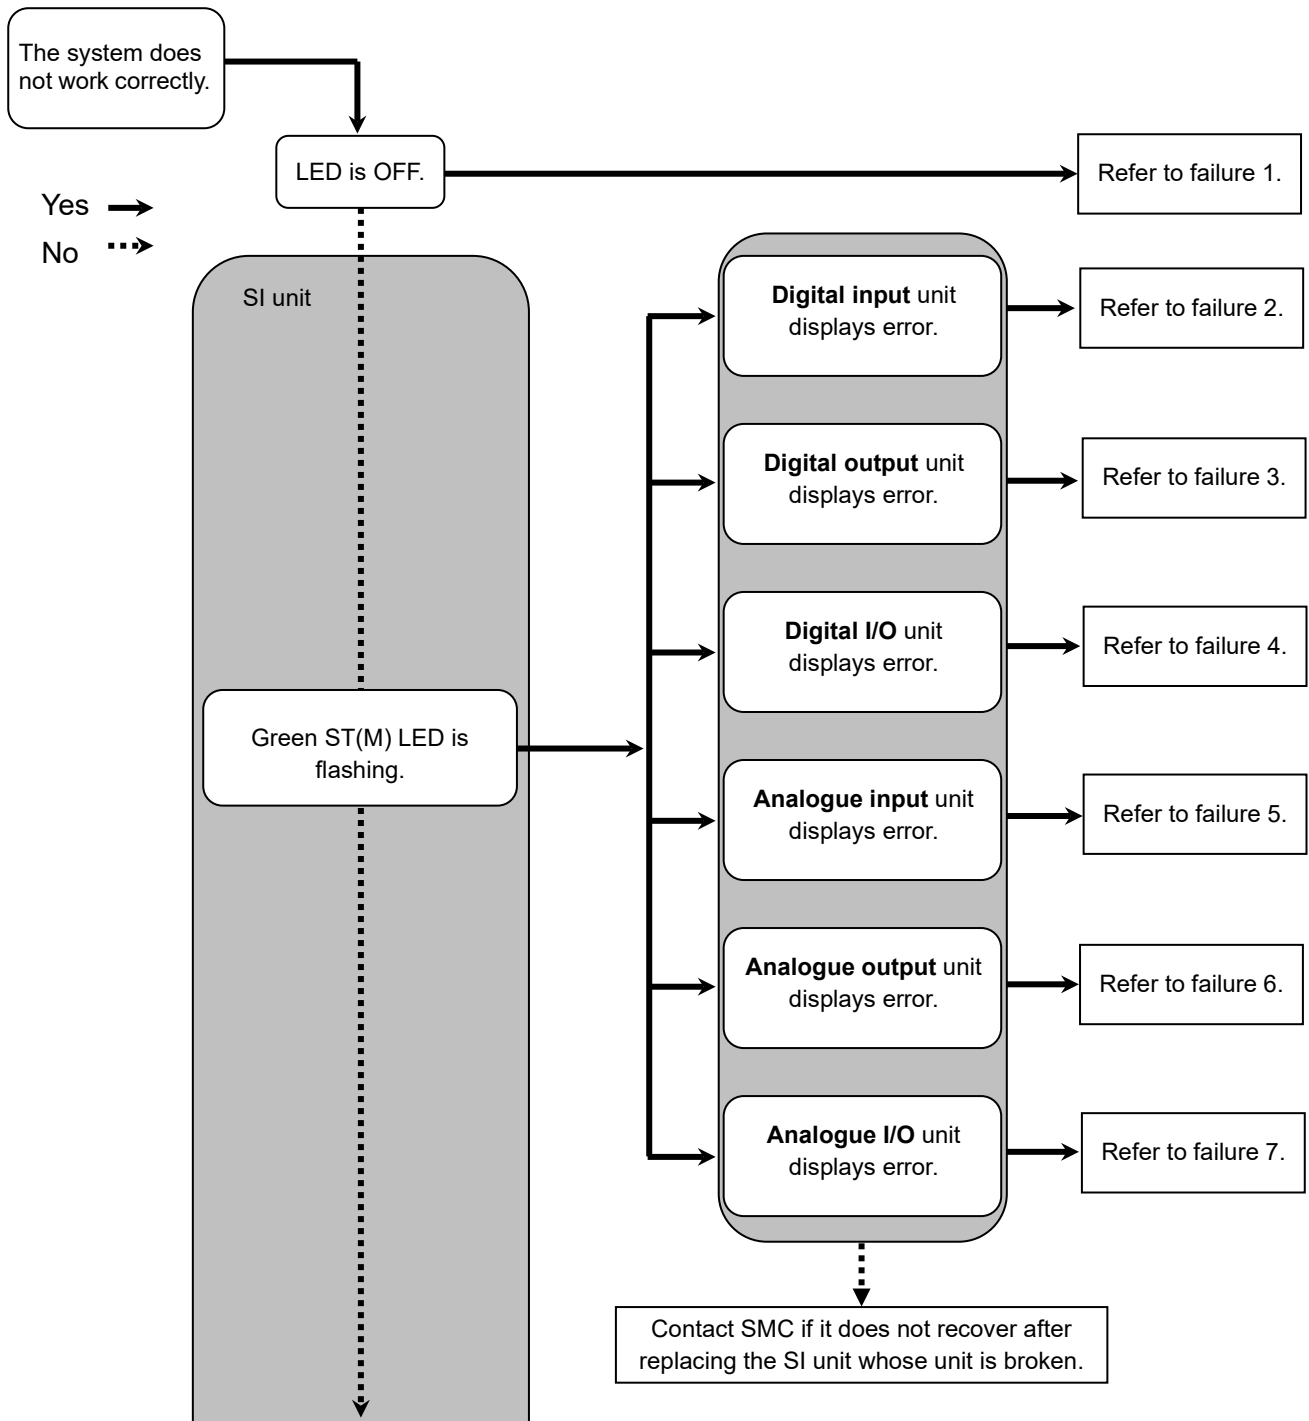 The system does
not work correctly.
LED is OFF.
Refer to failure 1.
Yes
No
SI unit
Digital input unit
displays error.
Refer to failure 2.
Digital output unit
displays error.
Refer to failure 3.
Digital I/O unit
displays error.
Refer to failure 4.
Green ST(M) LED is
flashing.
Analogue input unit
displays error.
Refer to failure 5.
Analogue output unit
displays error.
Refer to failure 6.
Analogue I/O unit
displays error.
Refer to failure 7.
Contact SMC if it does not recover after
replacing the SI unit whose unit is broken.